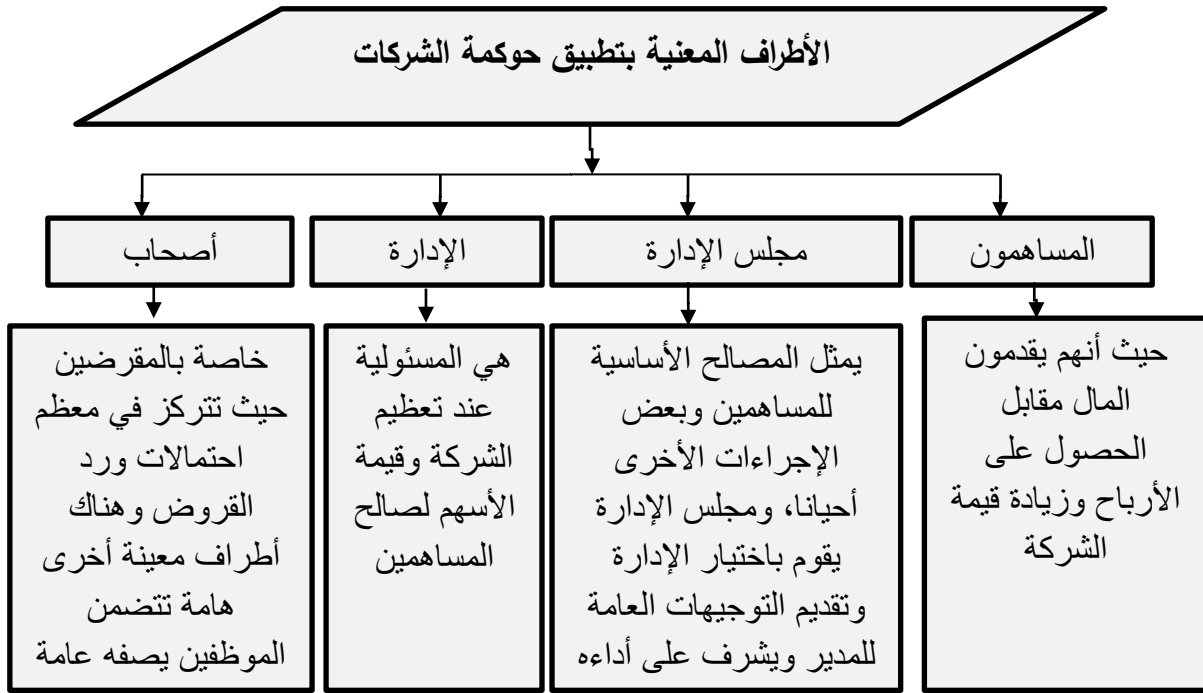 الأطراف المعنية بتطبيق حوكمة الشركات
المساهمون
مجلس الإدارة
الإدارة
أصحاب
حيث أنهم يقدمون
المال مقابل
الحصول على
الأرباح وزيادة قيمة
الشركة
يمثل المصالح الأساسية
للمساهمين وبعض
الإجراءات الأخرى
أحيانا، ومجلس الإدارة
يقوم باختيار الإدارة
وتقديم التوجيهات العامة
للمدير ويشرف على أداءه
هي المسئولية
عند تعظيم
الشركة وقيمة
الأسهم لصالح
المساهمين
خاصة بالمقرضين
حيث تتركز في معظم
احتمالات ورد
القروض وهناك
أطراف معينة أخرى
هامة تتضمن
الموظفين يصفه عامة